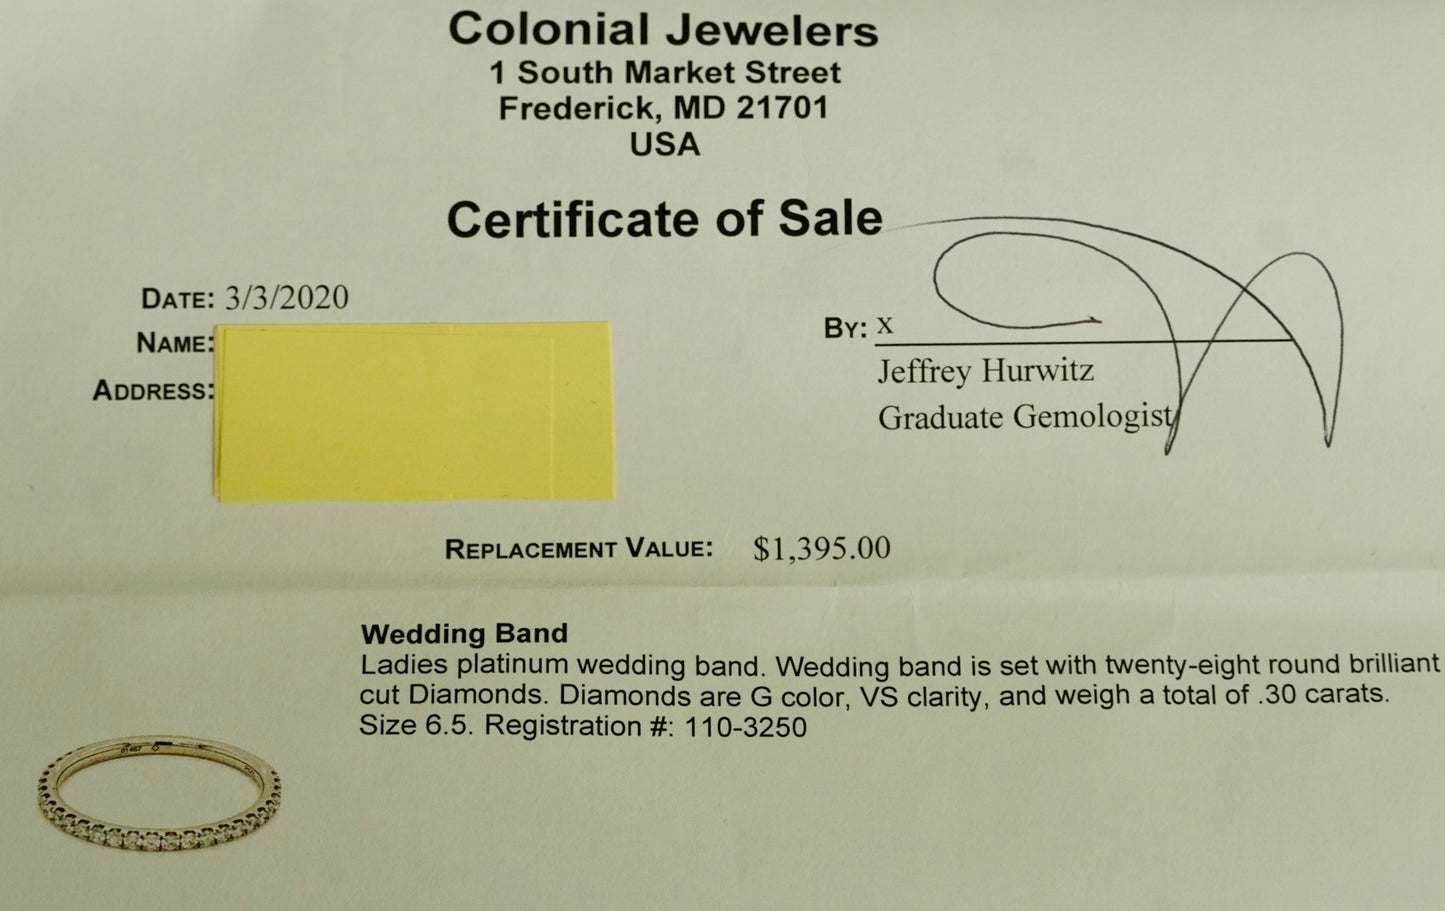 Colonial Jewelers
1 South Market Street
Frederick, MD 21701
USA
Certificate of Sale
DATE: 3/3/2020
NAME:
ADDRESS:
BY: X
Jeffrey Hurwitz
Graduate Gemologist
REPLACEMENT VALUE: $1,395.00
Wedding Band
Ladies platinum wedding band. Wedding band is set with twenty-eight round brilliant
cut Diamonds. Diamonds are G color, VS clarity, and weigh a total of .30 carats.
Size 6.5. Registration #: 110-3250